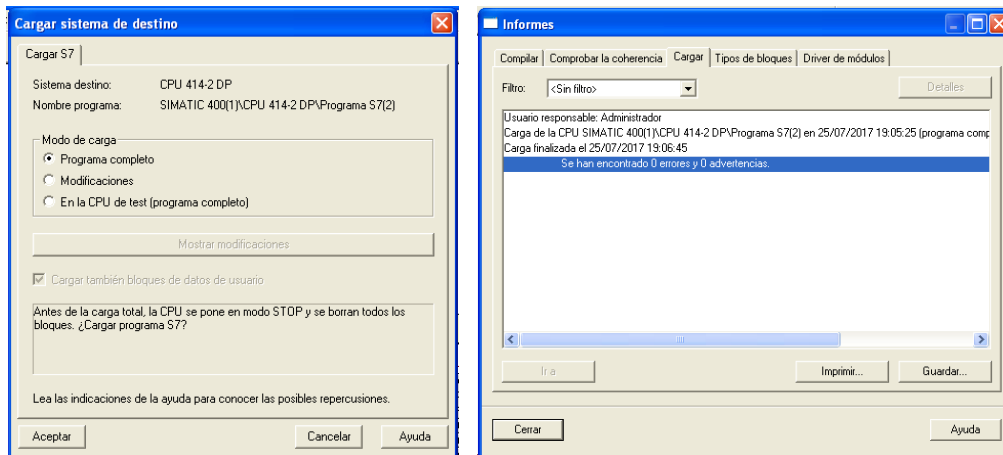 Cargar sistema de destino
Cargar S7
Sistema destino: CPU 414-2 DP
Nombre programa: SIMATIC 400(1)\CPU 414-2 DP\Programa S7(2)
Modo de carga
Programa completo
Modificaciones
En la CPU de test (programa completo)
Mostrar modificaciones
Cargar también bloques de datos de usuario
Antes de la carga total, la CPU se pone en modo STOP y se borran todos los
bloques. ¿Cargar programa S7?
Lea las indicaciones de la ayuda para conocer las posibles repercusiones.
Aceptar Cancelar Ayuda
Informes
Compilar Comprobar la coherencia Cargar Tipos de bloques Driver de módulos
Filtro: <Sin filtro> Detalles
Usuario responsable: Administrador
Carga de la CPU SIMATIC 400(1)\CPU 414-2 DP\Programa S7(2) en 25/07/2017 19:05:25 (programa comp
Carga finalizada el 25/07/2017 19:06:45
Se han encontrado 0 errores y 0 advertencias.
Ir a Imprimir... Guardar...
Cerrar Ayuda